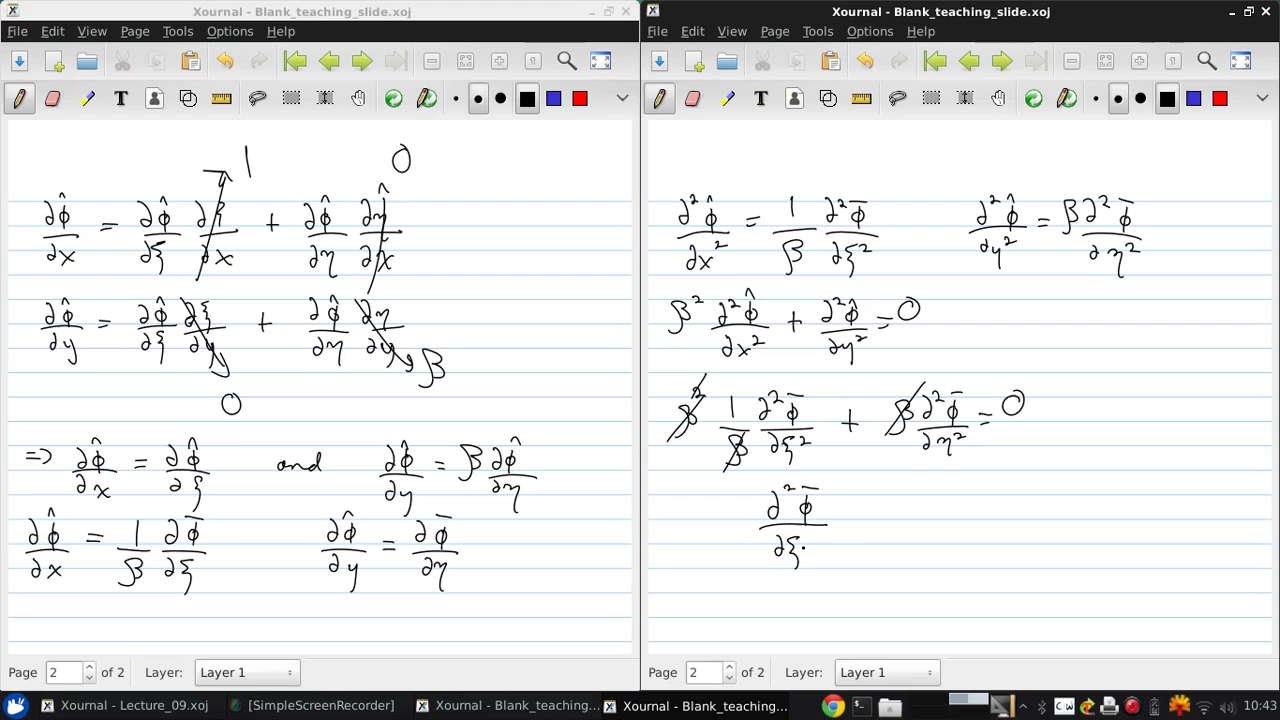 Xournal - Blank_teaching_slide.xoj
File Edit View Page Tools Options Help
1 0
∂φ̂/∂x = ∂φ̂/∂ξ ∂ξ/∂x + ∂φ̂/∂η ∂η/∂x
∂φ̂/∂y = ∂φ̂/∂ξ ∂ξ/∂y + ∂φ̂/∂η ∂η/∂y
β
0
=> ∂φ̂/∂x = ∂φ̂/∂ξ and ∂φ̂/∂y = β ∂φ̂/∂η
∂φ̂/∂x = 1/β ∂φ̄/∂ξ ∂φ̂/∂y = ∂φ̄/∂η
Page 2 of 2 Layer: Layer 1
Xournal - Blank_teaching_slide.xoj
File Edit View Page Tools Options Help
∂²φ̂/∂x² = 1/β ∂²φ̄/∂ξ² ∂²φ̂/∂y² = β ∂²φ̄/∂η²
β² ∂²φ̂/∂x² + ∂²φ̂/∂y² = 0
β² 1/β ∂²φ̄/∂ξ² + β ∂²φ̄/∂η² = 0
∂²φ̄/∂ξ
Page 2 of 2 Layer: Layer 1
Xournal - Lecture_09.xoj [SimpleScreenRecorder] Xournal - Blank_teaching... Xournal - Blank_teaching... 10:43